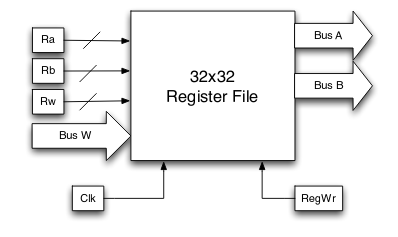 Ra
Rb
Rw
Bus W
32x32
Register File
Bus A
Bus B
Clk
RegWr